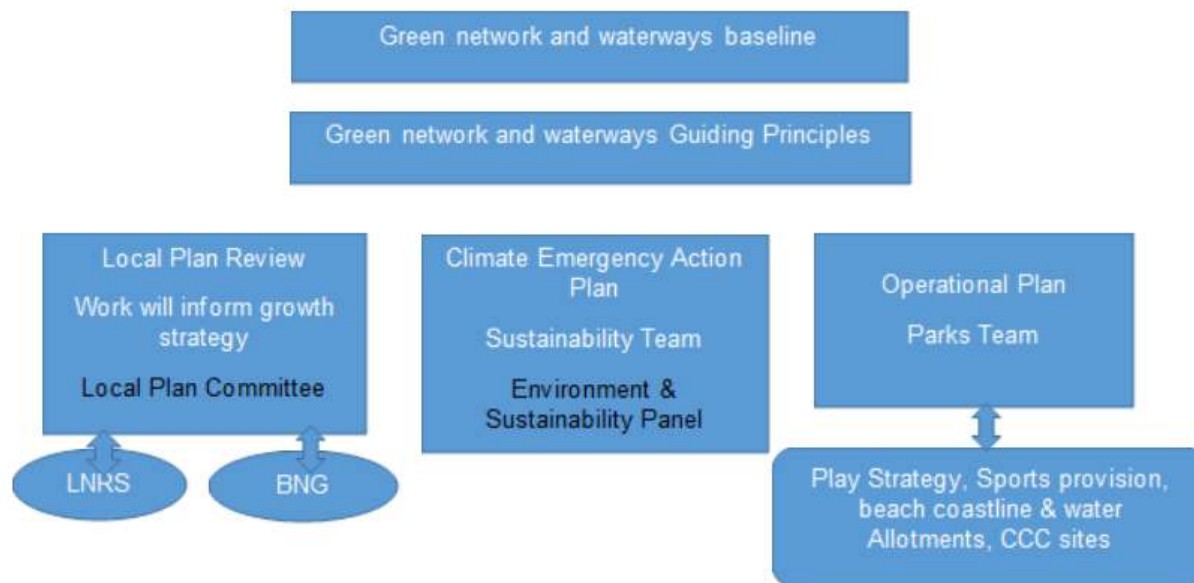 Green network and waterways baseline
Green network and waterways Guiding Principles
Local Plan Review
Work will inform growth
strategy
Local Plan Committee
Climate Emergency Action
Plan
Sustainability Team
Environment &
Sustainability Panel
Operational Plan
Parks Team
LNRS
BNG
Play Strategy, Sports provision,
beach coastline & water
Allotments, CCC sites